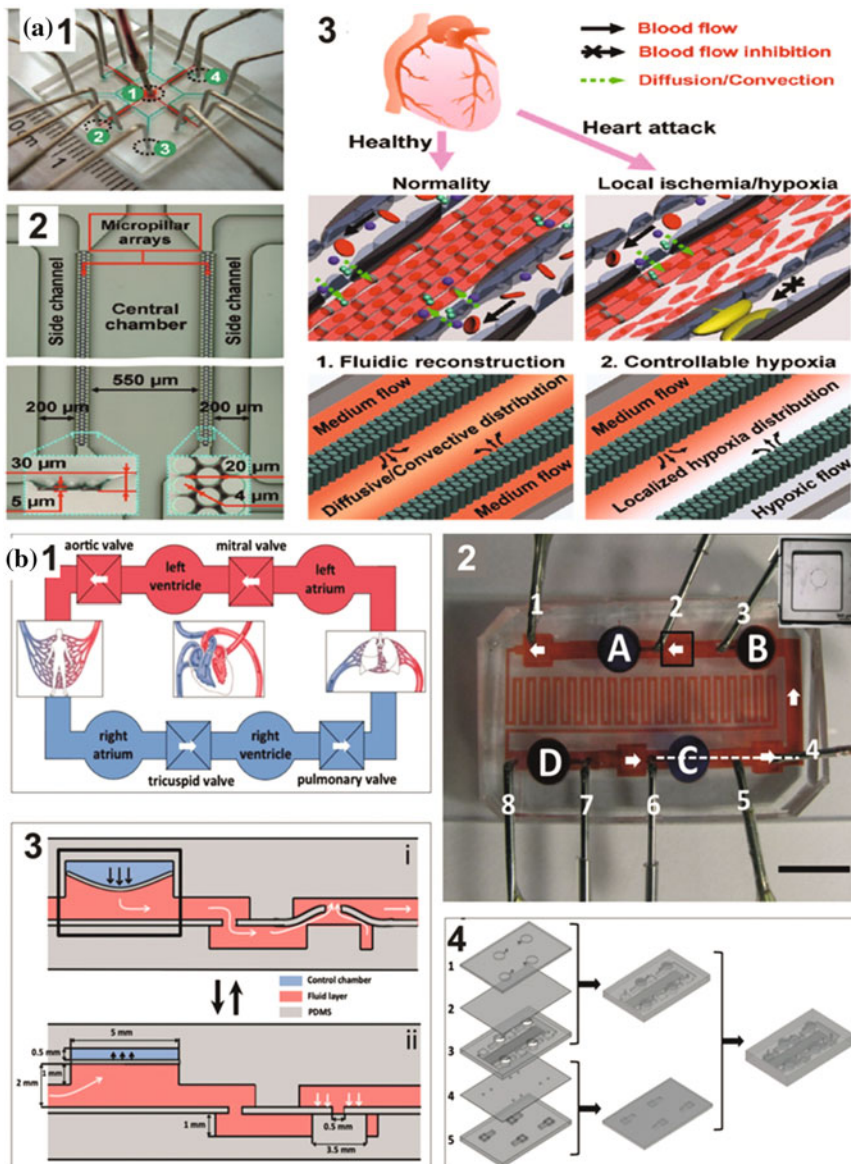 (a) 1
4
1
2
3
0cm 1
2
Micropillar
arrays
Side channel
Central
chamber
Side channel
550 µm
200 µm
200 µm
30 µm
5 µm
20 µm
4 µm
3
Blood flow
Blood flow inhibition
Diffusion/Convection
Healthy
Heart attack
Normality
Local ischemia/hypoxia
1. Fluidic reconstruction
2. Controllable hypoxia
Medium flow
Diffusive/Convective distribution
Medium flow
Medium flow
Localized hypoxia distribution
Hypoxic flow
(b) 1
aortic valve
mitral valve
left
ventricle
left
atrium
right
atrium
right
ventricle
tricuspid valve
pulmonary valve
2
1
2
3
A
B
D
C
4
8
7
6
5
3
i
Control chamber
Fluid layer
PDMS
ii
5 mm
0.5 mm
1 mm
2 mm
1 mm
0.5 mm
3.5 mm
4
1
2
3
4
5